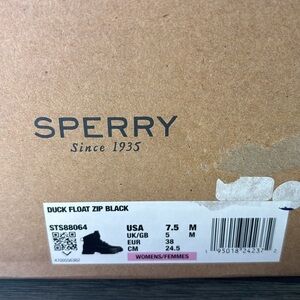 SPERRY
Since 1935
DUCK FLOAT ZIP BLACK
STS88064
USA 7.5 M
UK/GB 5 M
EUR 38
CM 24.5
WOMENS/FEMMES